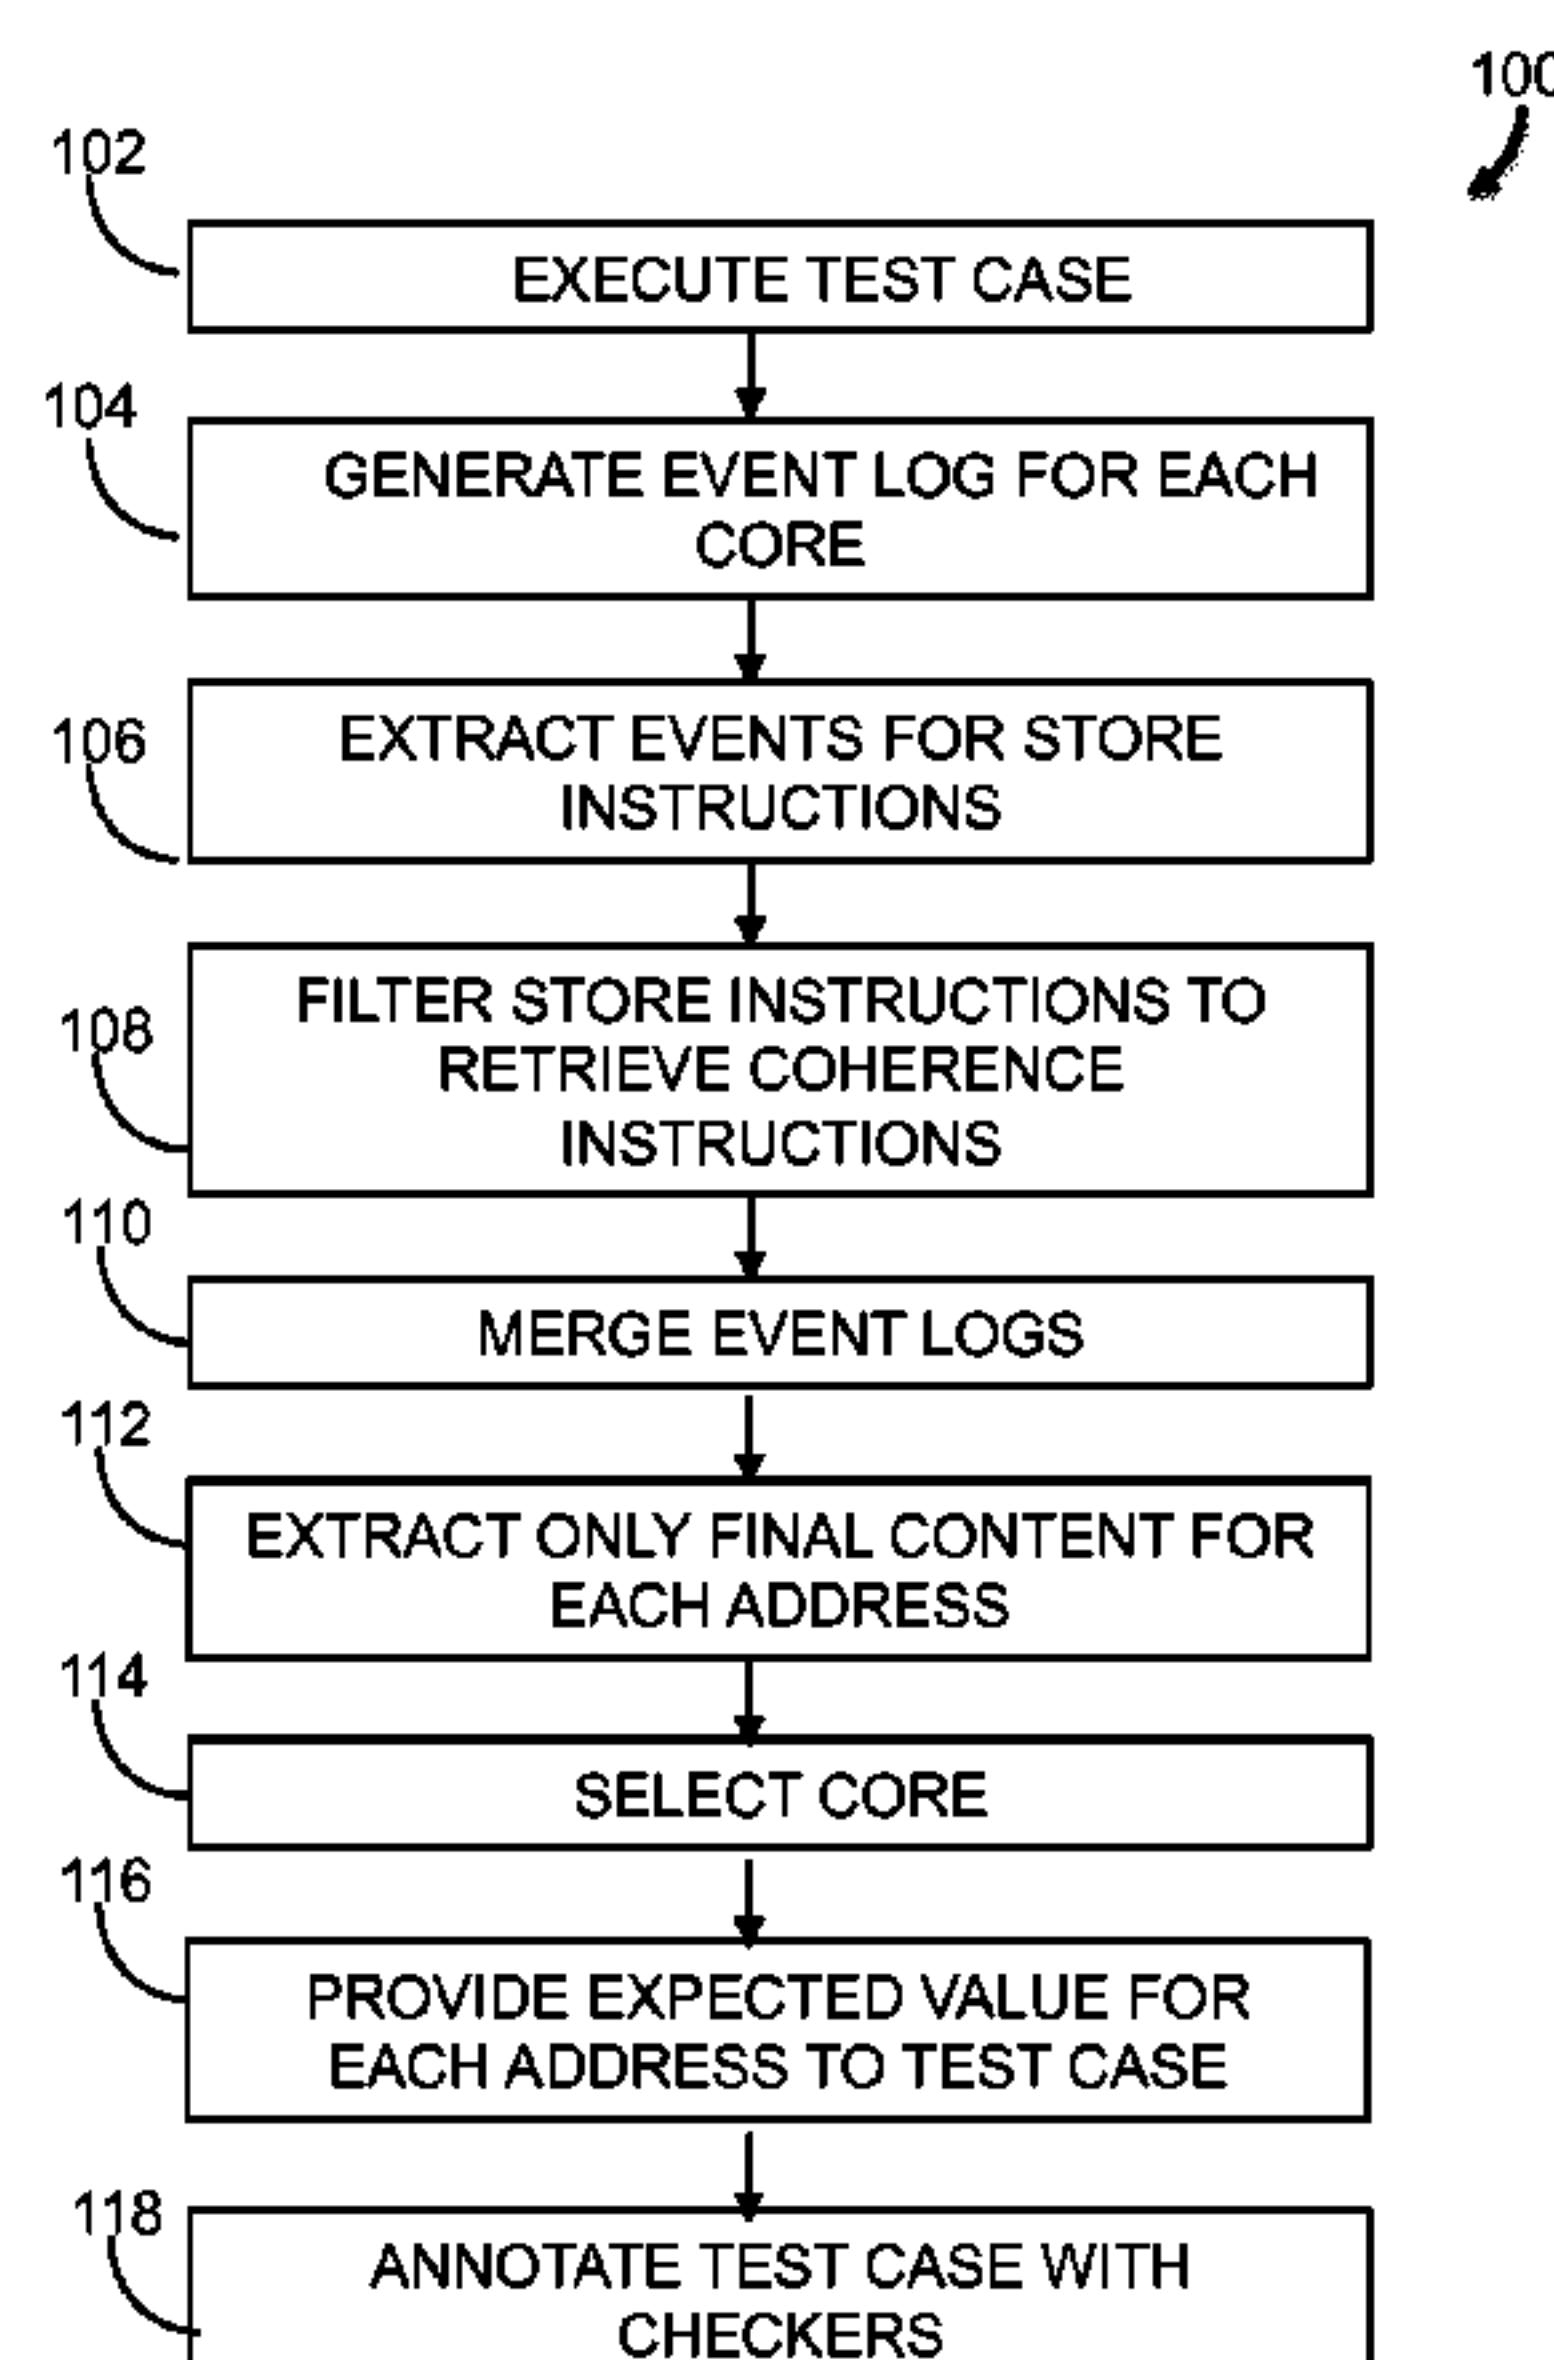 100
102
EXECUTE TEST CASE
104
GENERATE EVENT LOG FOR EACH
CORE
106
EXTRACT EVENTS FOR STORE
INSTRUCTIONS
108
FILTER STORE INSTRUCTIONS TO
RETRIEVE COHERENCE
INSTRUCTIONS
110
MERGE EVENT LOGS
112
EXTRACT ONLY FINAL CONTENT FOR
EACH ADDRESS
114
SELECT CORE
116
PROVIDE EXPECTED VALUE FOR
EACH ADDRESS TO TEST CASE
118
ANNOTATE TEST CASE WITH
CHECKERS